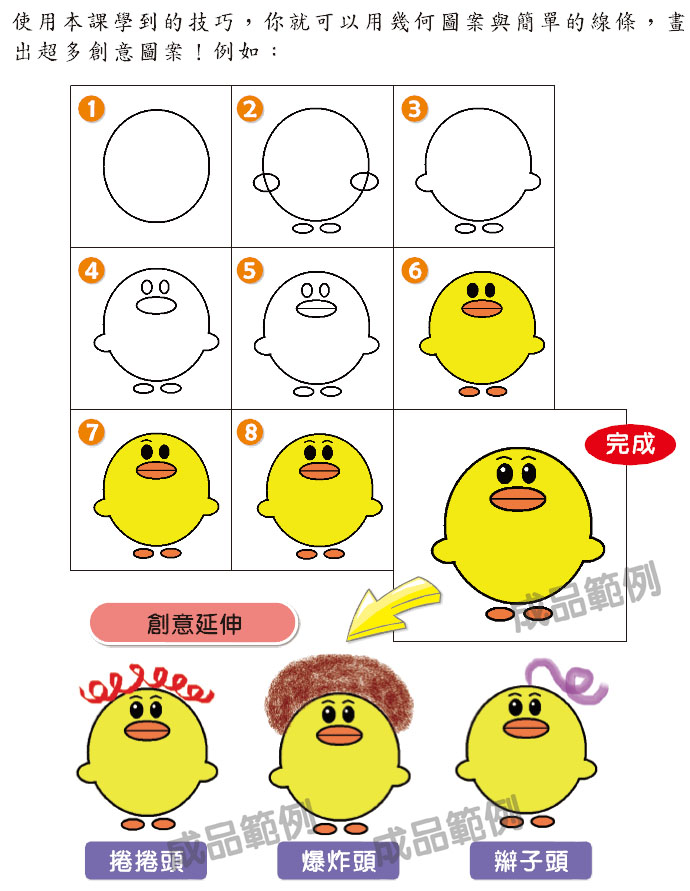 使用本課學到的技巧，你就可以用幾何圖案與簡單的線條，畫
出超多創意圖案！例如：
1
2
3
4
5
6
7
8
完成
成品範例
創意延伸
成品範例
成品範例
捲捲頭
爆炸頭
辮子頭